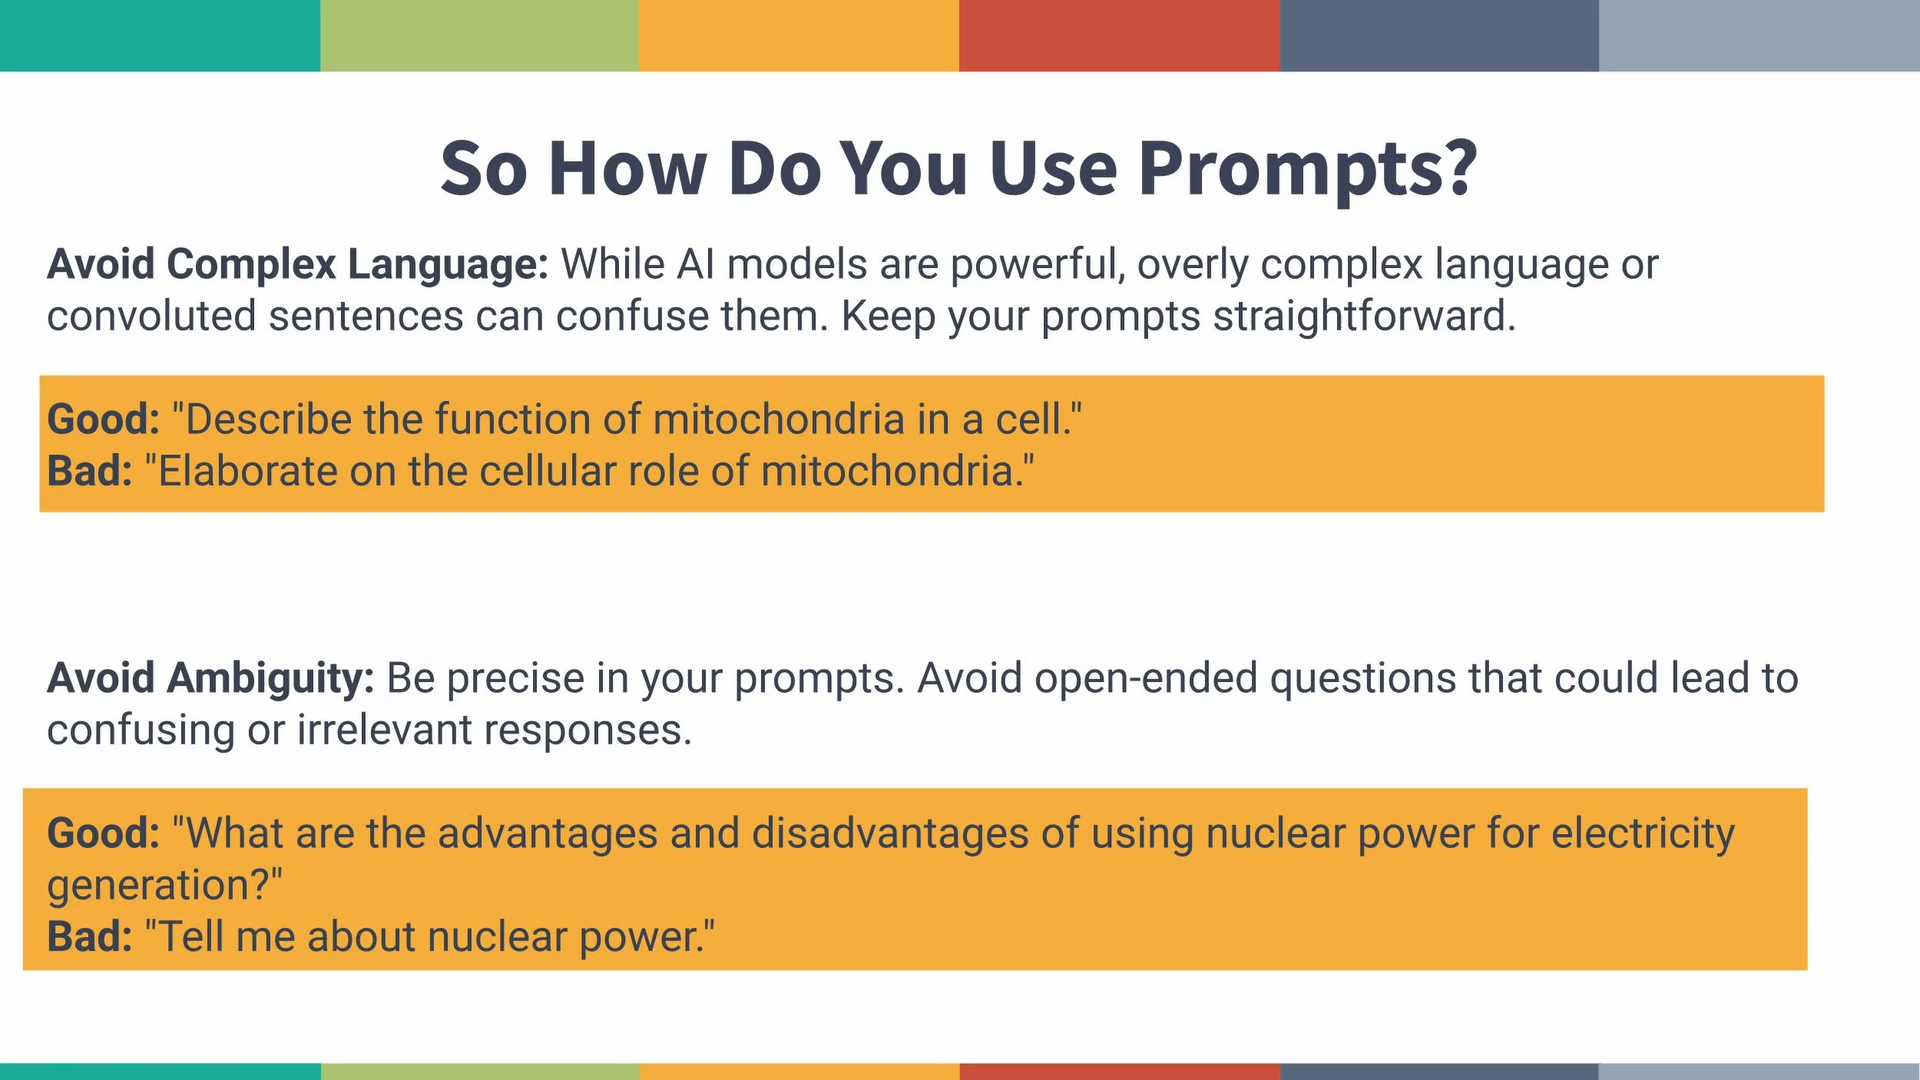 So How Do You Use Prompts?
Avoid Complex Language: While AI models are powerful, overly complex language or
convoluted sentences can confuse them. Keep your prompts straightforward.
Good: "Describe the function of mitochondria in a cell."
Bad: "Elaborate on the cellular role of mitochondria."
Avoid Ambiguity: Be precise in your prompts. Avoid open-ended questions that could lead to
confusing or irrelevant responses.
Good: "What are the advantages and disadvantages of using nuclear power for electricity
generation?"
Bad: "Tell me about nuclear power."